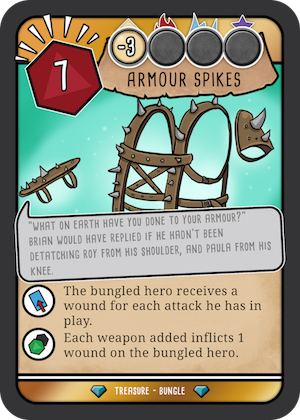 7
-3
ARMOUR SPIKES
"WHAT ON EARTH HAVE YOU DONE TO YOUR ARMOUR?"
BRIAN WOULD HAVE REPLIED IF HE HADN'T BEEN
DETATCHING ROY FROM HIS SHOULDER, AND PAULA FROM HIS
KNEE.
The bungled hero receives a
wound for each attack he has in
play.
Each weapon added inflicts 1
wound on the bungled hero.
TREASURE - BUNGLE